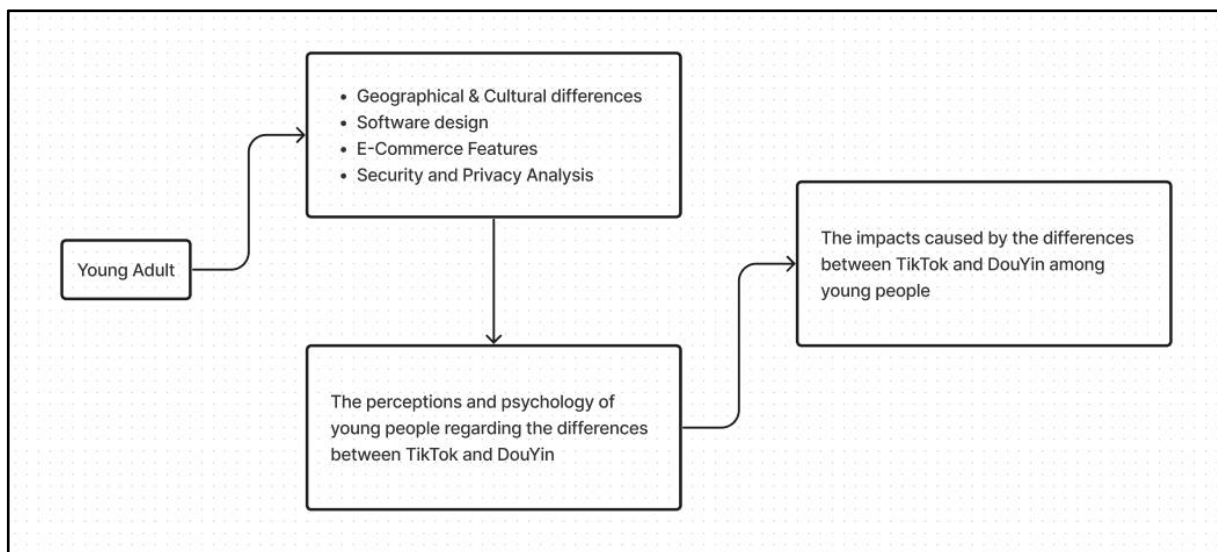 Young Adult
• Geographical & Cultural differences
• Software design
• E-Commerce Features
• Security and Privacy Analysis
The perceptions and psychology of
young people regarding the differences
between TikTok and DouYin
The impacts caused by the differences
between TikTok and DouYin among
young people